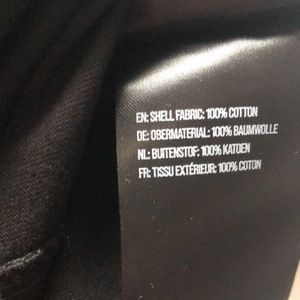 EN: SHELL FABRIC: 100% COTTON
DE: OBERMATERIAL: 100% BAUMWOLLE
NL: BUITENSTOF: 100% KATOEN
FR: TISSU EXTÉRIEUR: 100% COTON